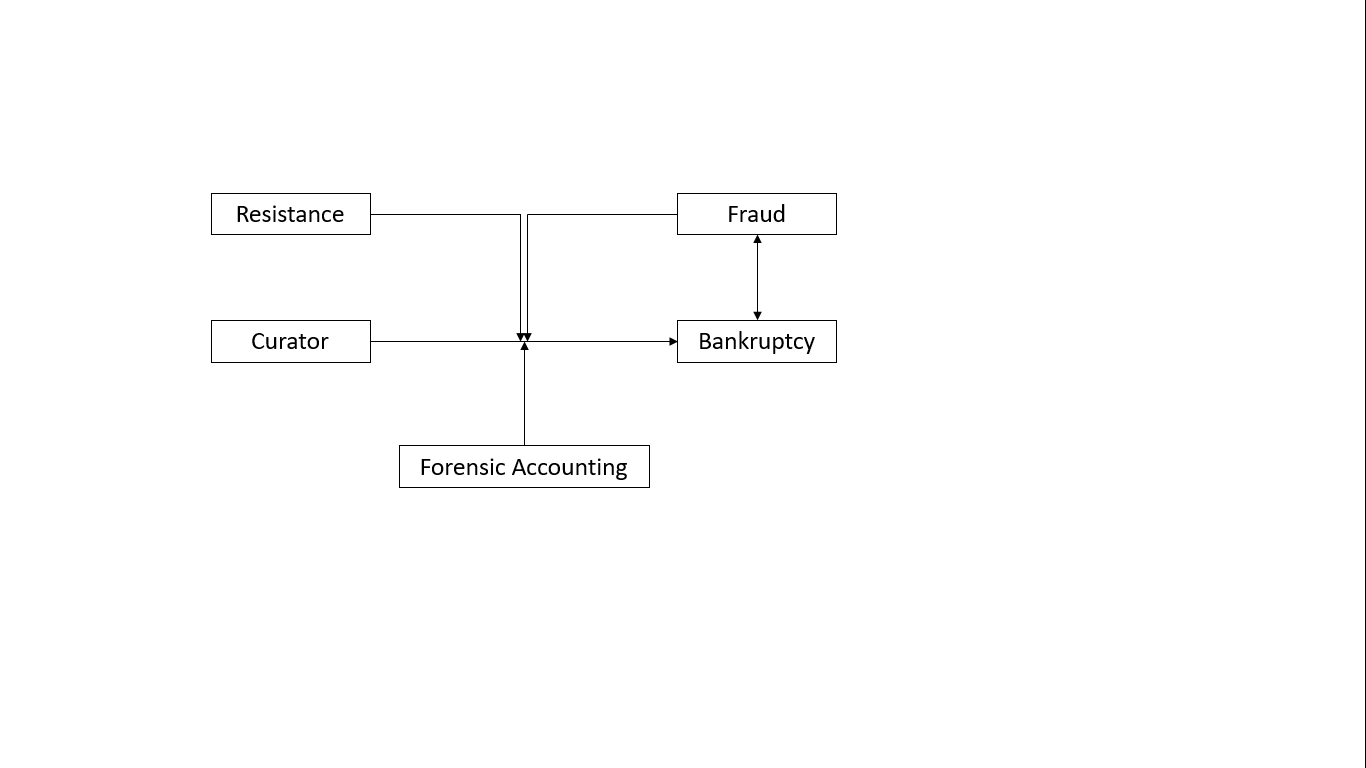 Resistance
Fraud
Curator
Bankruptcy
Forensic Accounting